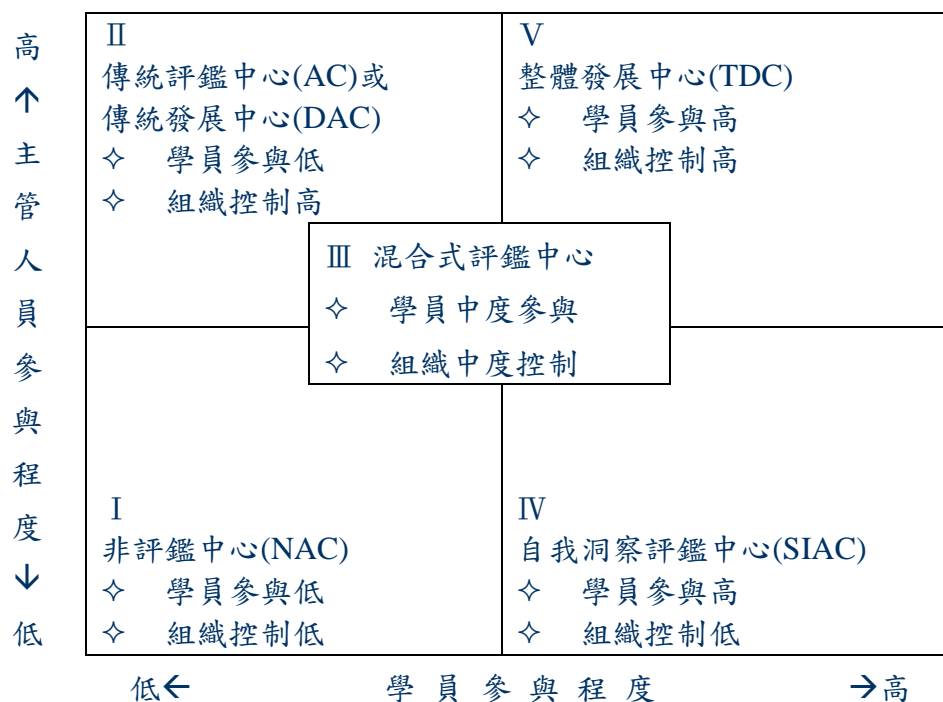 高
↑
主
管
人
員
參
與
程
度
↓
低
Ⅱ
傳統評鑑中心(AC)或
傳統發展中心(DAC)
✧ 學員參與低
✧ 組織控制高
Ⅴ
整體發展中心(TDC)
✧ 學員參與高
✧ 組織控制高
Ⅲ 混合式評鑑中心
✧ 學員中度參與
✧ 組織中度控制
Ⅰ
非評鑑中心(NAC)
✧ 學員參與低
✧ 組織控制低
Ⅳ
自我洞察評鑑中心(SIAC)
✧ 學員參與高
✧ 組織控制低
低← 學員參與程度 →高